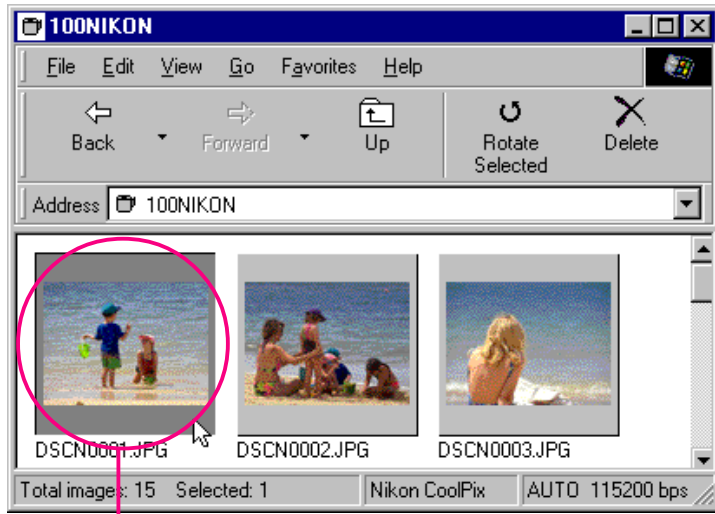 100NIKON
File Edit View Go Favorites Help
Back Forward Up Rotate Selected Delete
Address 100NIKON
DSCN0001.JPG DSCN0002.JPG DSCN0003.JPG
Total images: 15 Selected: 1 Nikon CoolPix AUTO 115200 bps